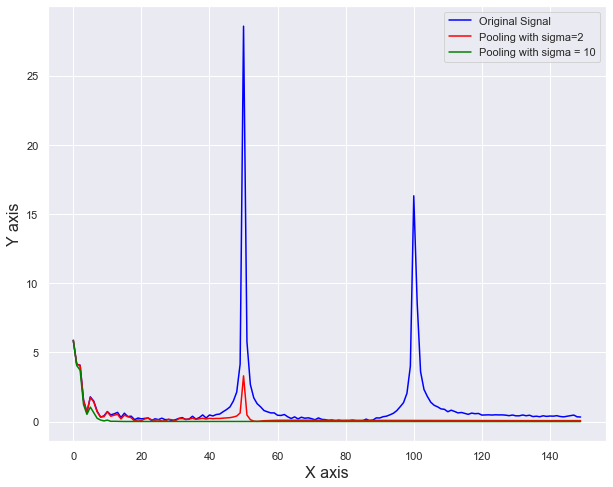 Original Signal
Pooling with sigma=2
Pooling with sigma = 10
Y axis
25
20
15
10
5
0
0 20 40 60 80 100 120 140
X axis